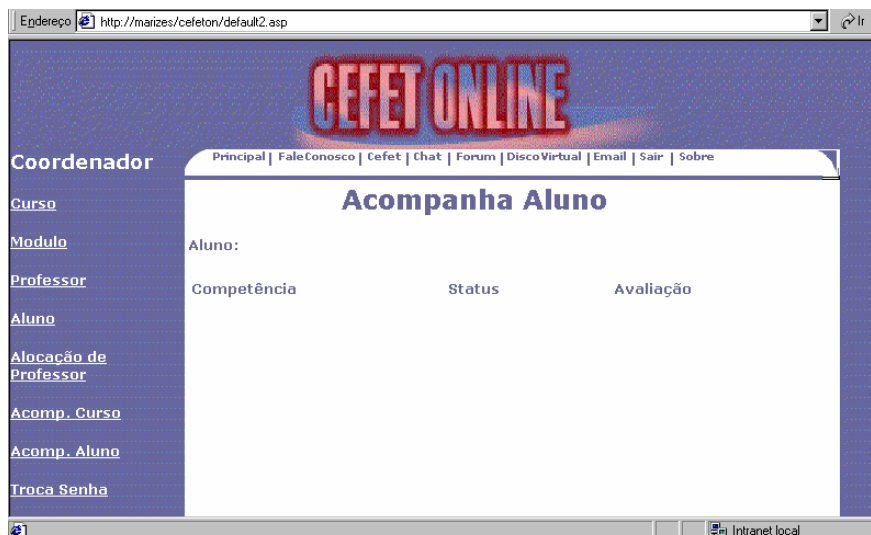 Endereço http://marizes/cefeton/default2.asp Ir
CEFET ONLINE
Coordenador
Principal | FaleConosco | Cefet | Chat | Forum | DiscoVirtual | Email | Sair | Sobre
Acompanha Aluno
Curso
Modulo
Aluno:
Professor
Competência Status Avaliação
Aluno
Alocação de
Professor
Acomp. Curso
Acomp. Aluno
Troca Senha
Intranet local